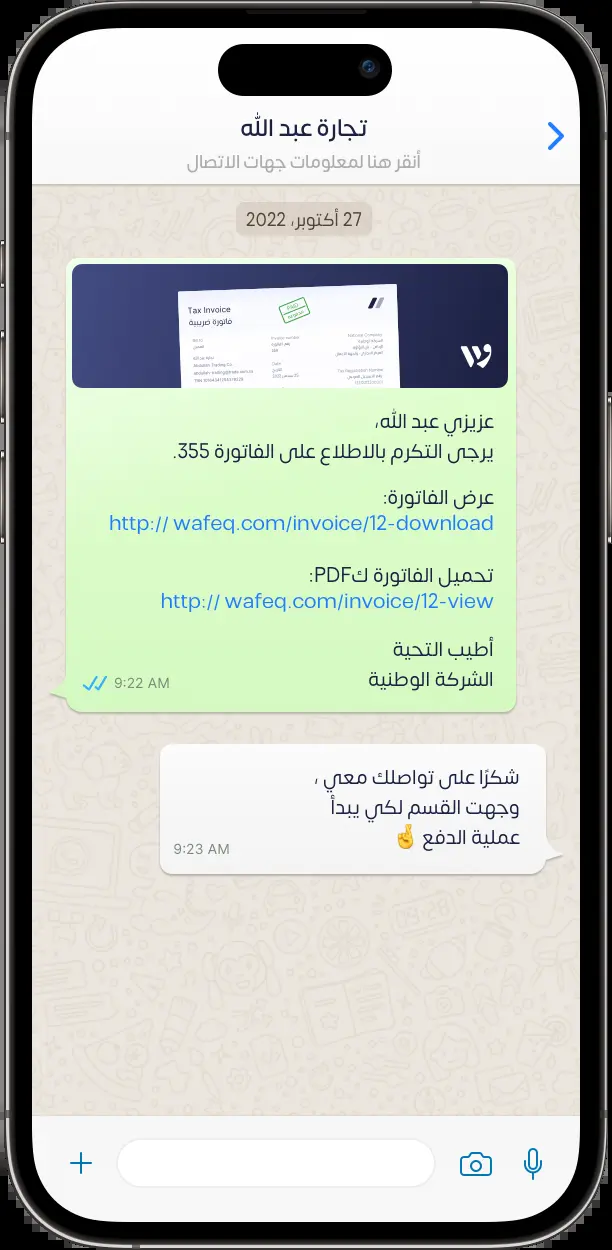 تجارة عبد الله
أنقر هنا لمعلومات جهات الاتصال
27 أكتوبر، 2022
Tax Invoice
فاتورة ضريبية
PAID
عزيزي عبد الله،
يرجى التكرم بالاطلاع على الفاتورة 355.
عرض الفاتورة:
http:// wafeq.com/invoice/12-download
تحميل الفاتورة كPDF:
http:// wafeq.com/invoice/12-view
أطيب التحية
الشركة الوطنية
9:22 AM
شكرًا على تواصلك معي ،
وجهت القسم لكي يبدأ
عملية الدفع 🤞
9:23 AM